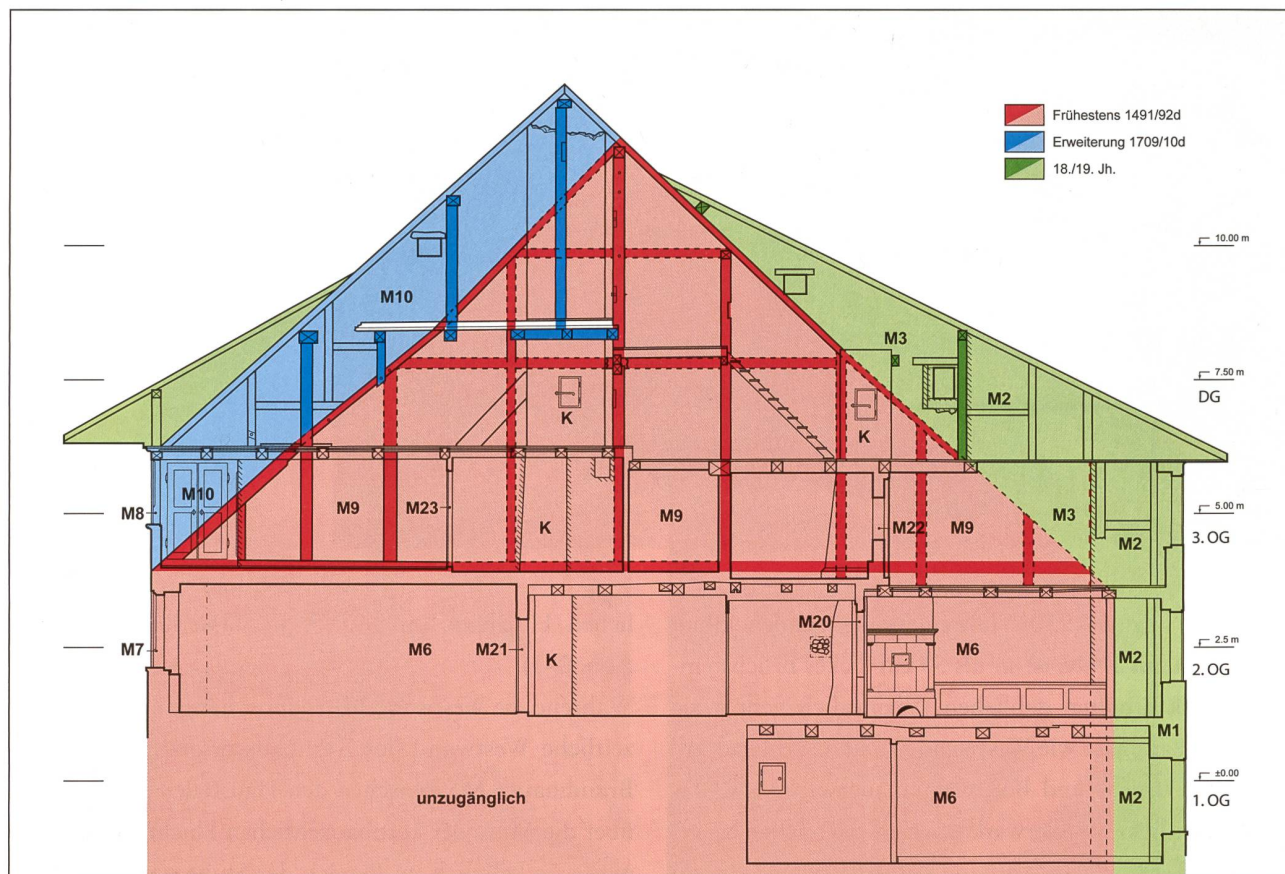 Frühestens 1491/92d
Erweiterung 1709/10d
18./19. Jh.
10.00 m
M10
M3
7.50 m
DG
M2
K
K
M10
M8
M9
M23
K
M9
M22
M9
M3
M2
5.00 m
3. OG
M7
M6
M21
K
M20
M6
M2
2.5 m
2. OG
M1
unzugänglich
M6
M2
±0.00
1. OG